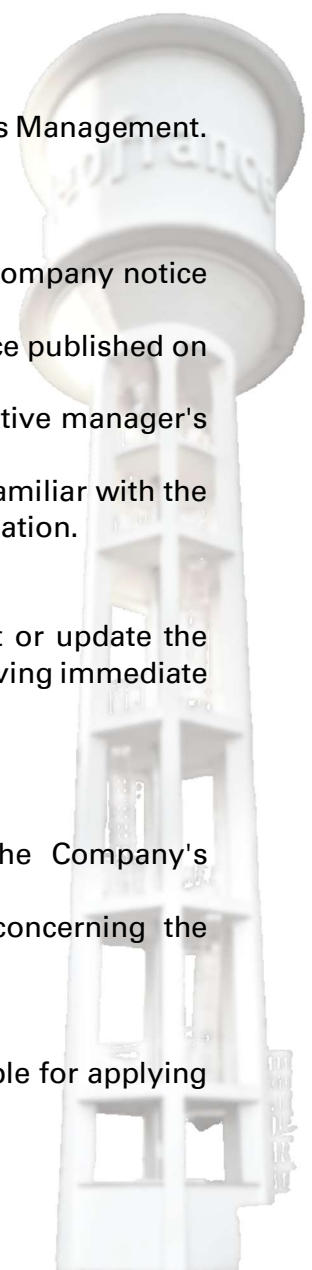 s Management.
ofrance
ompany notice
ce published on
tive manager's
amiliar with the
ation.
t or update the
ving immediate
he Company's
concerning the
ble for applying